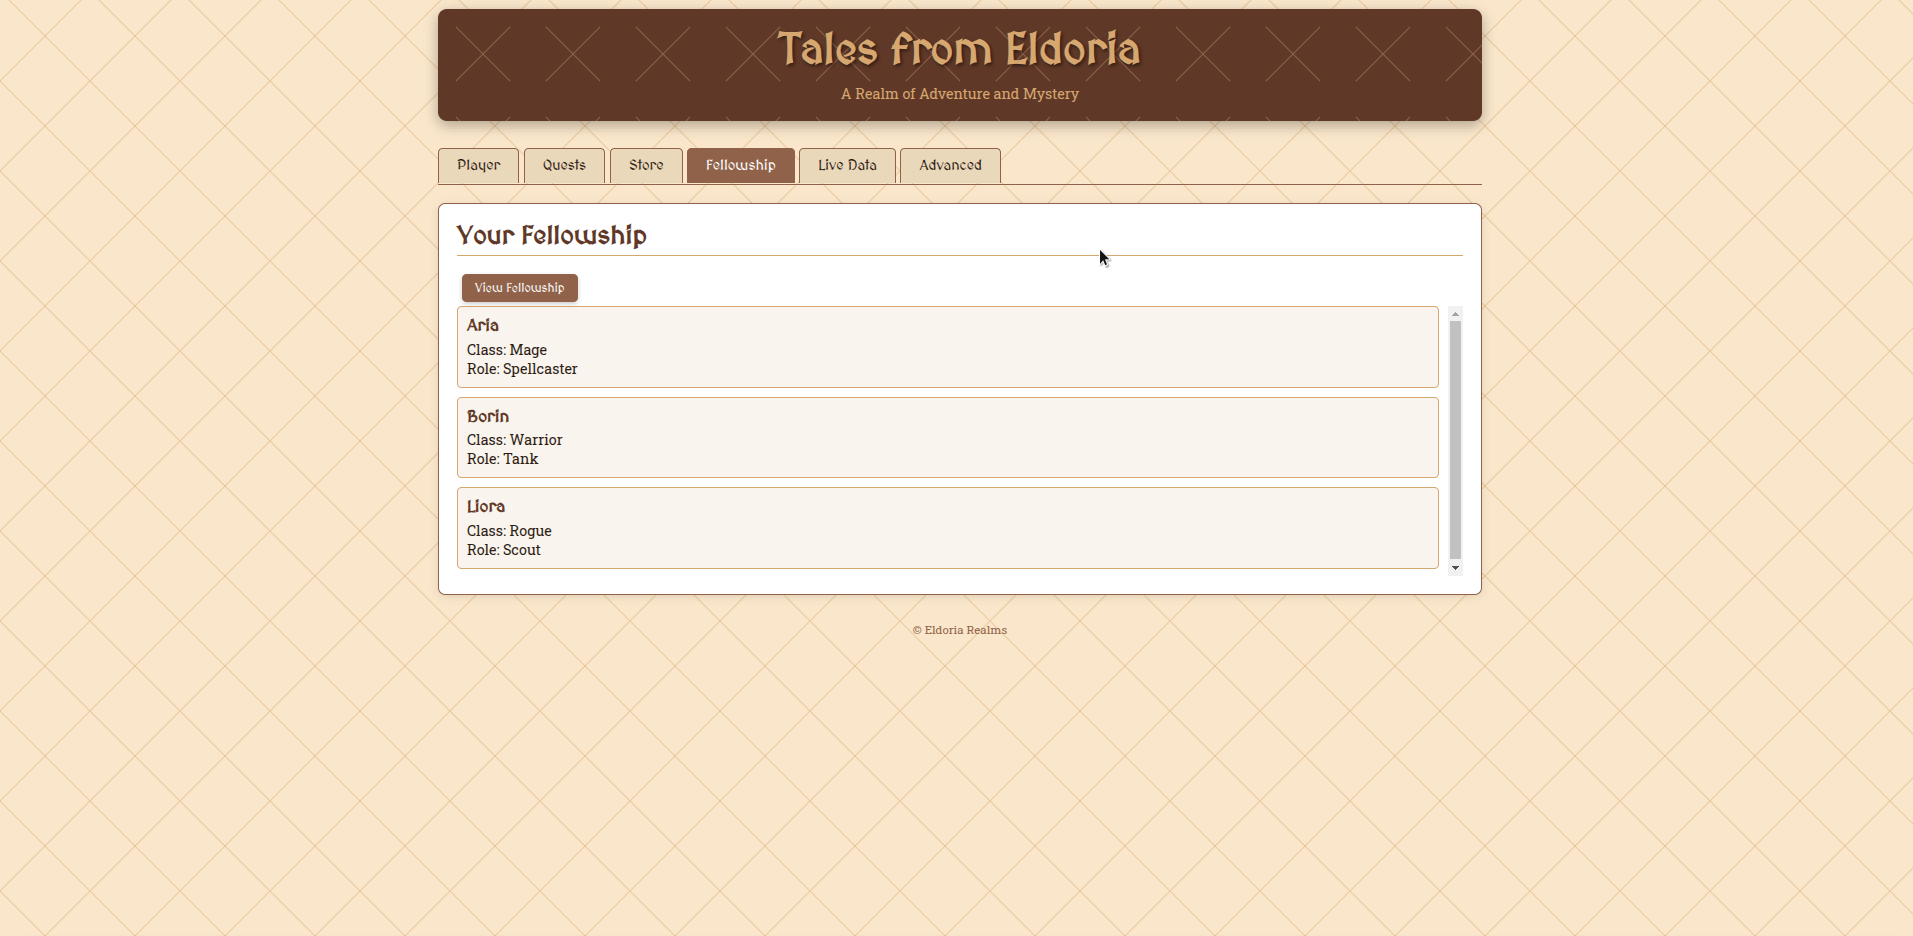 Tales from Eldoria
A Realm of Adventure and Mystery
Player Quests Store Fellowship Live Data Advanced
Your Fellowship
View Fellowship
Aria
Class: Mage
Role: Spellcaster
Borin
Class: Warrior
Role: Tank
Liora
Class: Rogue
Role: Scout
© Eldoria Realms